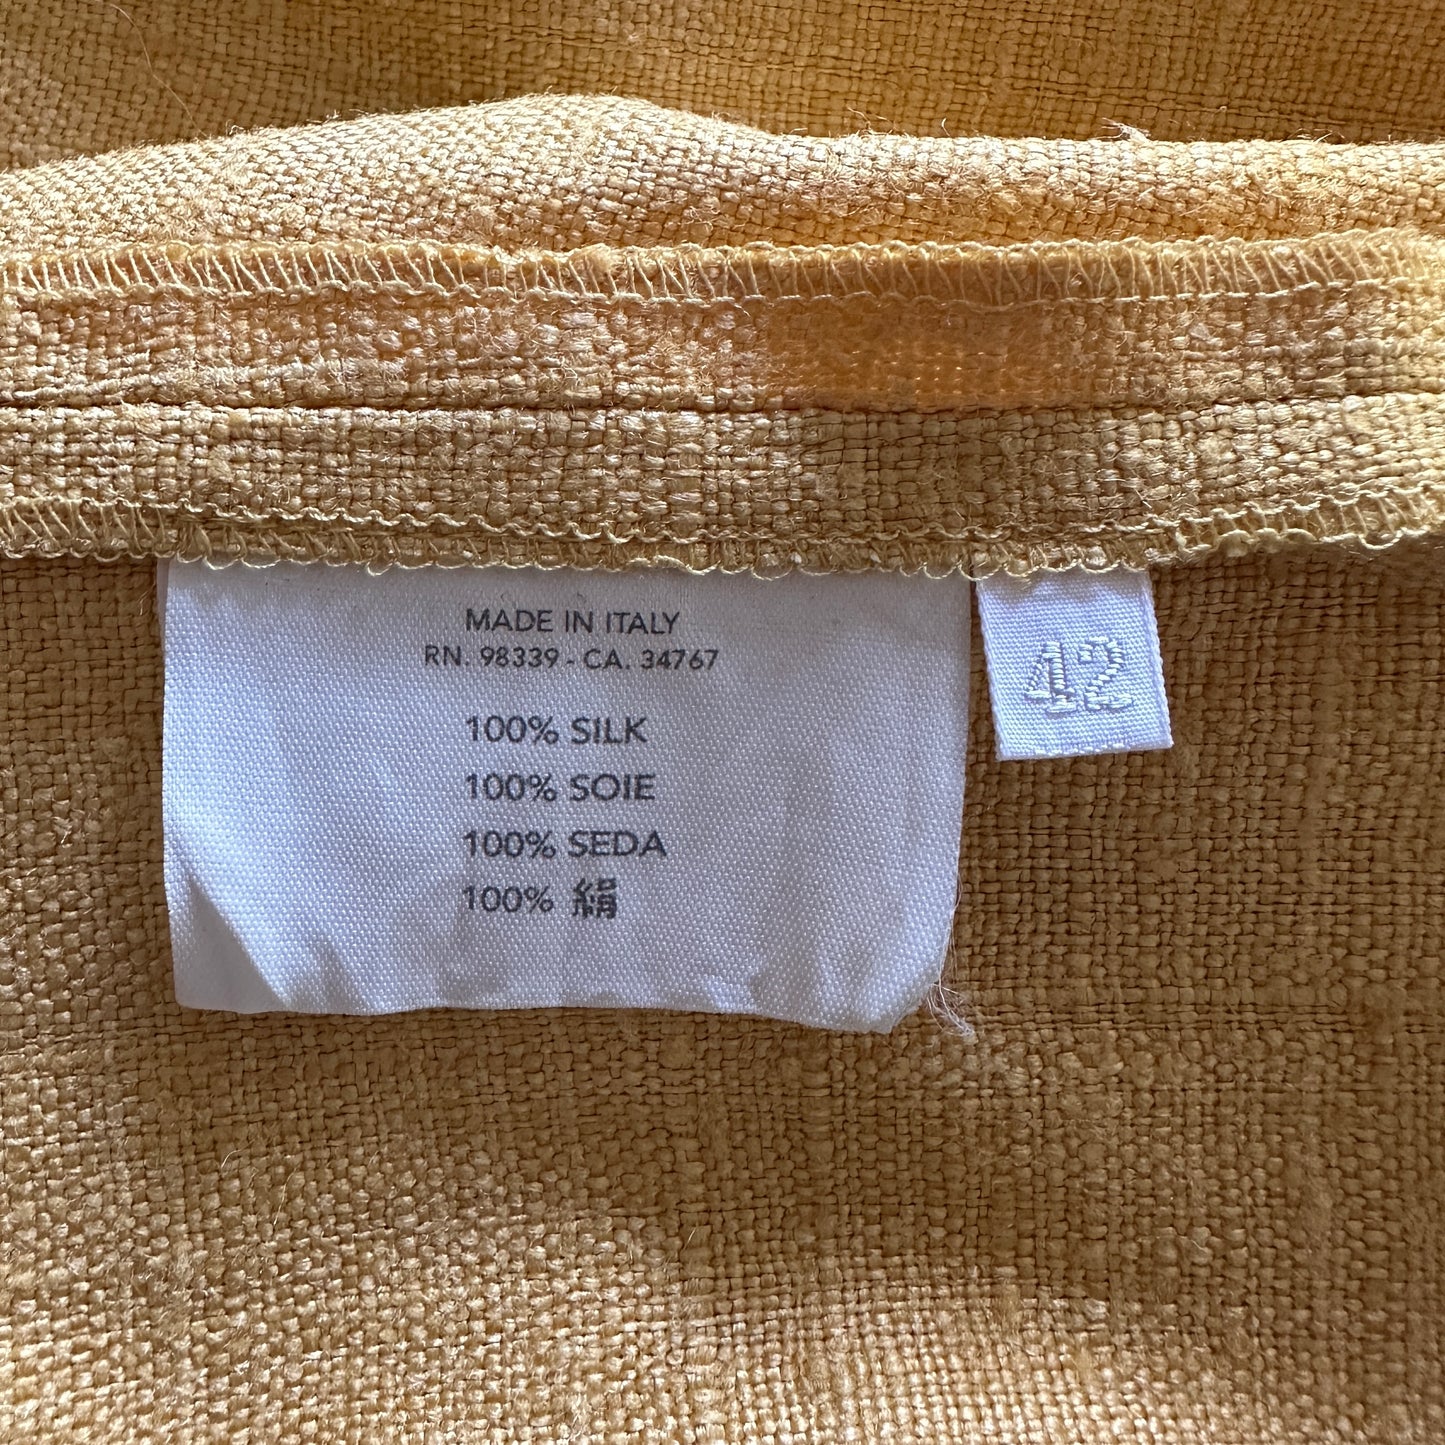 MADE IN ITALY
RN. 98339 - CA. 34767
100% SILK
100% SOIE
100% SEDA
100% 絹
42